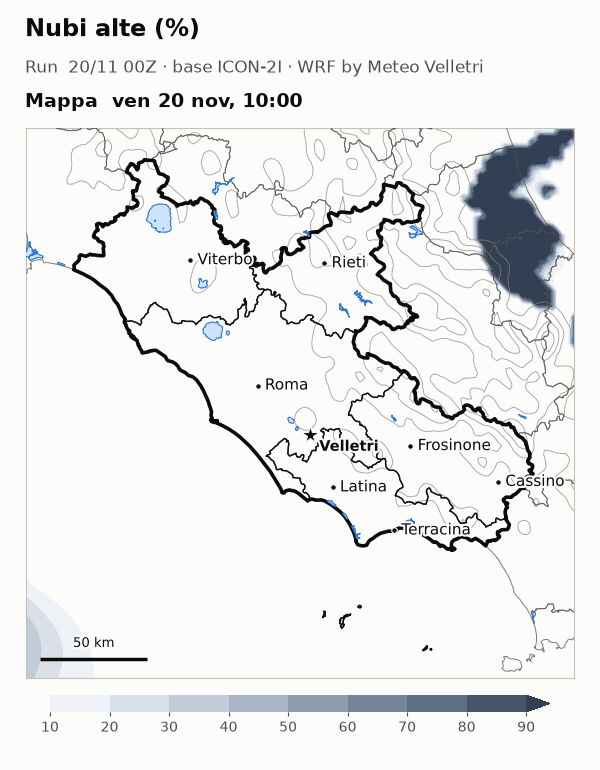 Nubi alte (%)
Run  20/11 00Z · base ICON-2I · WRF by Meteo Velletri
Mappa  ven 20 nov, 10:00
Viterbo
Rieti
Roma
Velletri
Frosinone
Cassino
Latina
Terracina
50 km
10 20 30 40 50 60 70 80 90